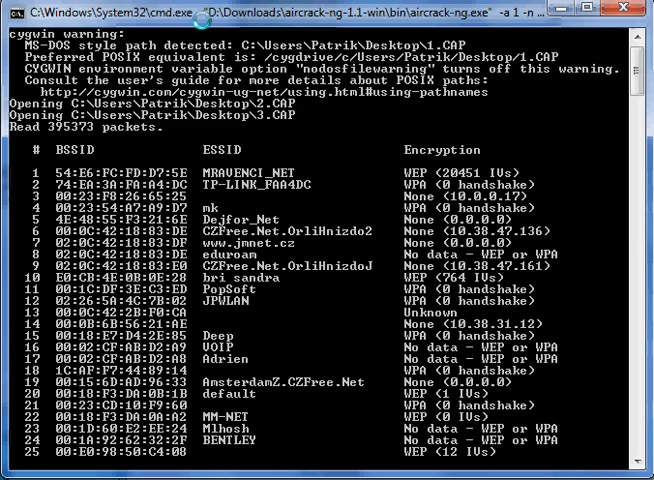 C:\Windows\System32\cmd.exe - "D:\Downloads\aircrack-ng-1.1-win\bin\aircrack-ng.exe" -a 1 -n ...
cygwin warning:
MS-DOS style path detected: C:\Users\Patrik\Desktop\1.CAP
Preferred POSIX equivalent is: /cygdrive/c/Users/Patrik/Desktop/1.CAP
CYGWIN environment variable option "nodosfilewarning" turns off this warning.
Consult the user's guide for more details about POSIX paths:
http://cygwin.com/cygwin-ug-net/using.html#using-pathnames
Opening C:\Users\Patrik\Desktop\2.CAP
Opening C:\Users\Patrik\Desktop\3.CAP
Read 395373 packets.
# BSSID ESSID Encryption
1 54:E6:FC:FD:D7:5E MRAVENCI_NET WEP (20451 IVs)
2 74:EA:3A:FA:A4:DC TP-LINK_FAA4DC WPA (0 handshake)
3 00:23:F8:26:65:25 None (10.0.0.17)
4 00:23:54:A7:A9:D7 mk WPA (0 handshake)
5 4E:48:55:F3:21:6E Dejfor_Net None (0.0.0.0)
6 00:0C:42:18:83:DE CZFree.Net.OrliHnizdo2 None (10.38.47.136)
7 02:0C:42:18:83:DF www.jmnet.cz None (0.0.0.0)
8 02:0C:42:18:83:DE eduroam No data - WEP or WPA
9 02:0C:42:18:83:E0 CZFree.Net.OrliHnizdoJ None (10.38.47.161)
10 E0:CB:4E:0B:0E:28 bri sandra WEP (764 IVs)
11 00:1C:DF:3E:C3:ED PopSoft WPA (0 handshake)
12 02:26:5A:4C:7B:02 JPWLAN WPA (0 handshake)
13 00:0C:42:2B:F0:CA Unknown
14 00:0B:6B:56:21:AE None (10.38.31.12)
15 00:18:E7:D4:2E:85 Deep WPA (0 handshake)
16 00:02:CF:AB:D2:A9 VOIP No data - WEP or WPA
17 00:02:CF:AB:D2:A8 Adrien No data - WEP or WPA
18 1C:AF:F7:44:89:14 WPA (0 handshake)
19 00:15:6D:AD:96:33 AmsterdamZ.CZFree.Net None (0.0.0.0)
20 00:18:F3:DA:0B:1B default WEP (1 IVs)
21 00:23:CD:10:F9:60 WPA (0 handshake)
22 00:18:F3:DA:0A:A2 MM-NET WEP (0 IVs)
23 00:1D:60:E2:EE:24 Mlhosh No data - WEP or WPA
24 00:1A:92:62:32:2F BENTLEY No data - WEP or WPA
25 00:E0:98:50:C4:08 WEP (12 IVs)